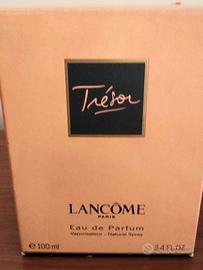 Trésor
LANCÔME
PARIS
Eau de Parfum
Vaporisateur - Natural Spray
℮ 100 ml
3.4 FL.OZ.